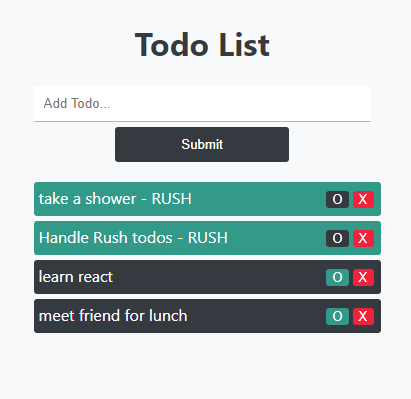 Todo List
Add Todo...
Submit
take a shower - RUSH O X
Handle Rush todos - RUSH O X
learn react O X
meet friend for lunch O X